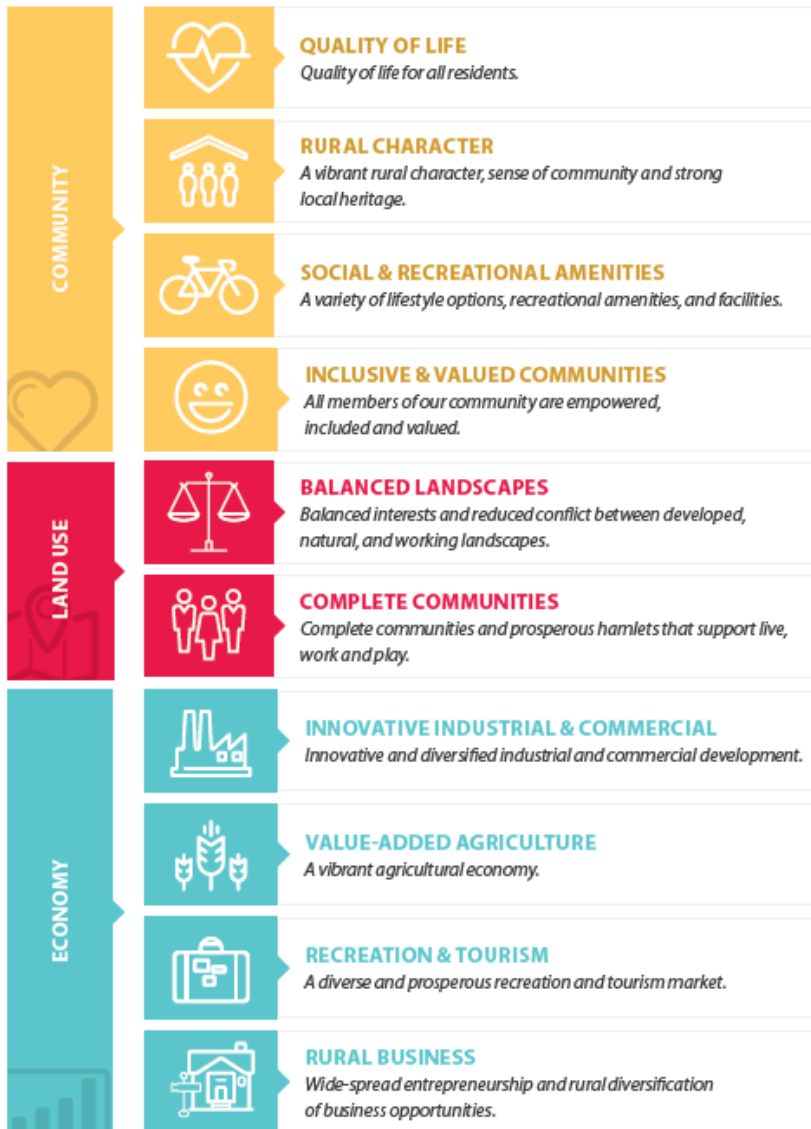 COMMUNITY
QUALITY OF LIFE
Quality of life for all residents.
RURAL CHARACTER
A vibrant rural character, sense of community and strong
local heritage.
SOCIAL & RECREATIONAL AMENITIES
A variety of lifestyle options, recreational amenities, and facilities.
INCLUSIVE & VALUED COMMUNITIES
All members of our community are empowered,
included and valued.
LAND USE
BALANCED LANDSCAPES
Balanced interests and reduced conflict between developed,
natural, and working landscapes.
COMPLETE COMMUNITIES
Complete communities and prosperous hamlets that support live,
work and play.
ECONOMY
INNOVATIVE INDUSTRIAL & COMMERCIAL
Innovative and diversified industrial and commercial development.
VALUE-ADDED AGRICULTURE
A vibrant agricultural economy.
RECREATION & TOURISM
A diverse and prosperous recreation and tourism market.
RURAL BUSINESS
Wide-spread entrepreneurship and rural diversification
of business opportunities.